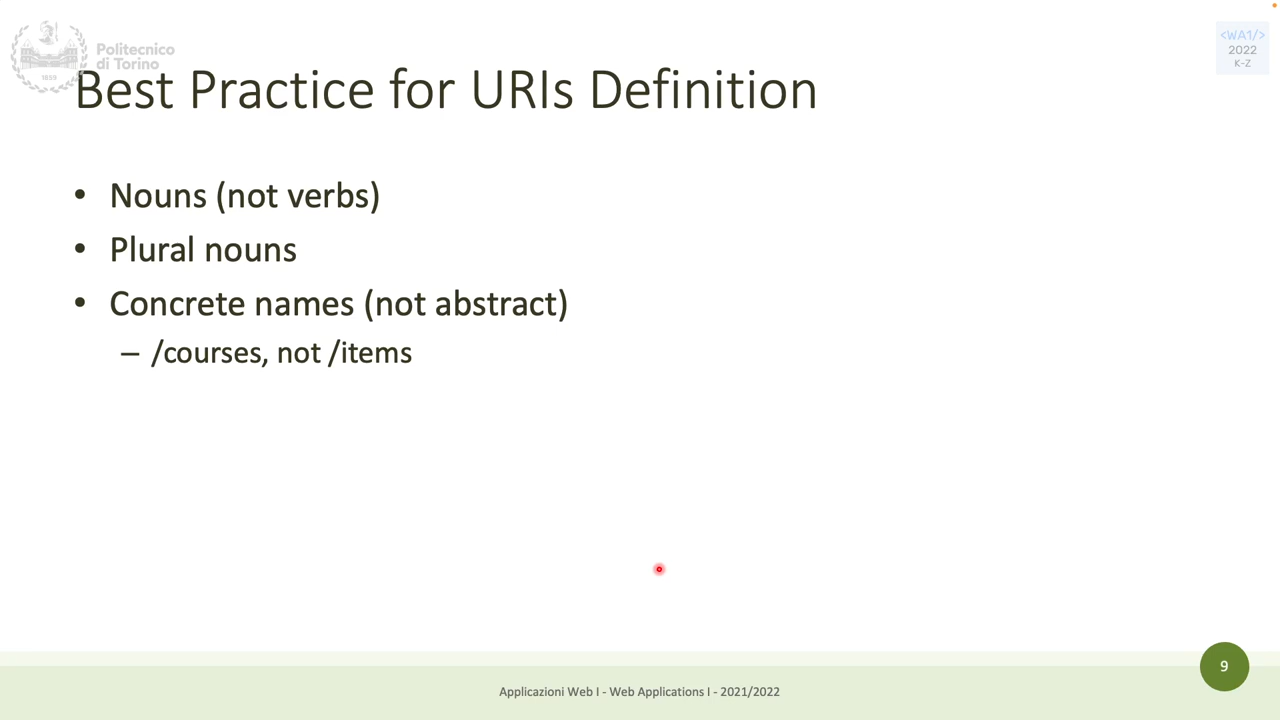 Politecnico
di Torino
1859
<WA1/>
2022
K-Z
Best Practice for URIs Definition
• Nouns (not verbs)
• Plural nouns
• Concrete names (not abstract)
– /courses, not /items
9
Applicazioni Web I - Web Applications I - 2021/2022